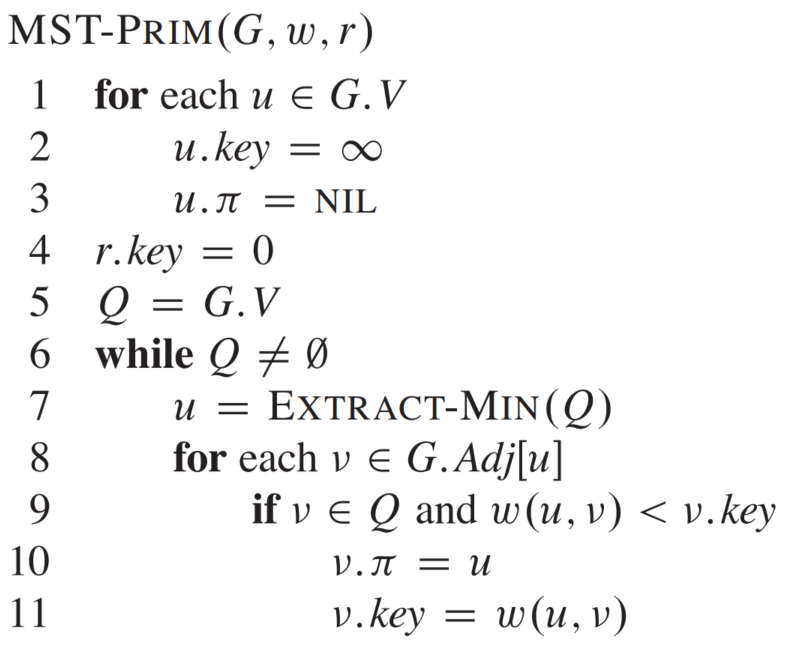 MST-PRIM(G, w, r)
1 for each u ∈ G.V
2 u.key = ∞
3 u.π = NIL
4 r.key = 0
5 Q = G.V
6 while Q ≠ ∅
7 u = EXTRACT-MIN(Q)
8 for each v ∈ G.Adj[u]
9 if v ∈ Q and w(u, v) < v.key
10 v.π = u
11 v.key = w(u, v)